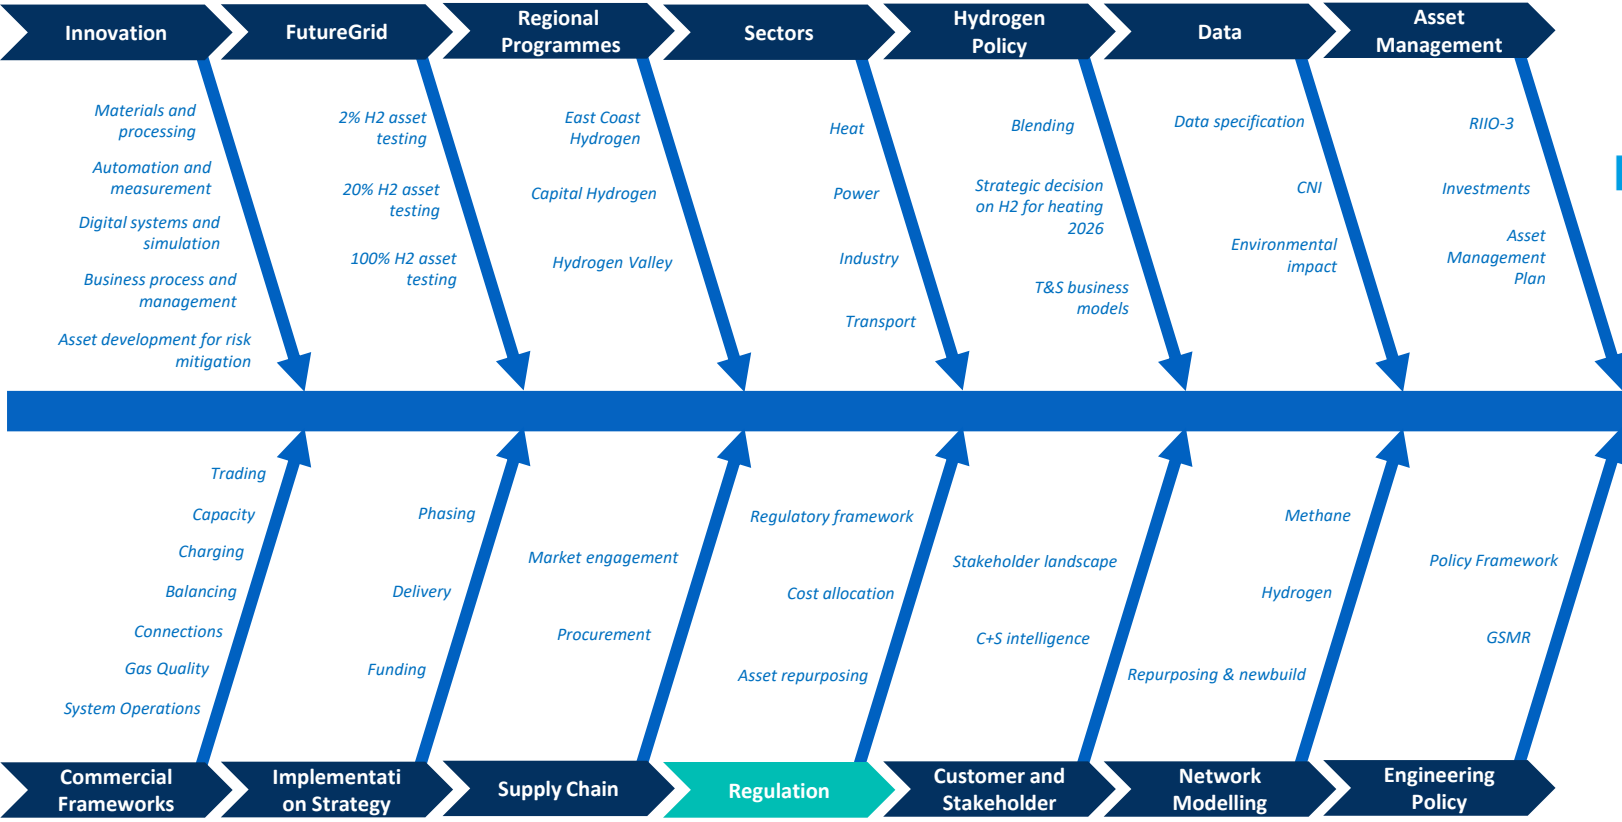 Innovation
FutureGrid
Regional
Programmes
Sectors
Hydrogen
Policy
Data
Asset
Management
Materials and
processing
Automation and
measurement
Digital systems and
simulation
Business process and
management
Asset development for risk
mitigation
2% H2 asset
testing
20% H2 asset
testing
100% H2 asset
testing
East Coast
Hydrogen
Capital Hydrogen
Hydrogen Valley
Heat
Power
Industry
Transport
Blending
Strategic decision
on H2 for heating
2026
T&S business
models
Data specification
CNI
Environmental
impact
RIIO-3
Investments
Asset
Management
Plan
Trading
Capacity
Charging
Balancing
Connections
Gas Quality
System Operations
Phasing
Delivery
Funding
Market engagement
Procurement
Regulatory framework
Cost allocation
Asset repurposing
Stakeholder landscape
C+S intelligence
Methane
Hydrogen
Repurposing & newbuild
Policy Framework
GSMR
Commercial
Frameworks
Implementati
on Strategy
Supply Chain
Regulation
Customer and
Stakeholder
Network
Modelling
Engineering
Policy